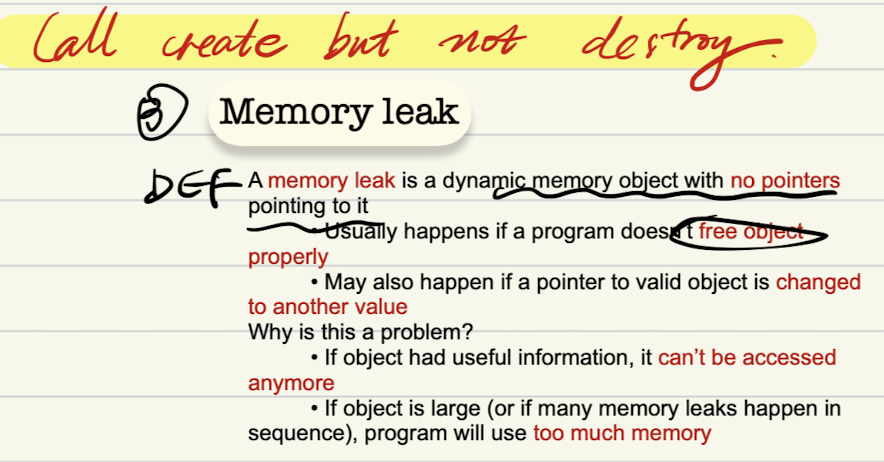 Call create but not destroy.
③ Memory leak
DEF A memory leak is a dynamic memory object with no pointers
pointing to it
• Usually happens if a program doesn't free object
properly
• May also happen if a pointer to valid object is changed
to another value
Why is this a problem?
• If object had useful information, it can't be accessed
anymore
• If object is large (or if many memory leaks happen in
sequence), program will use too much memory